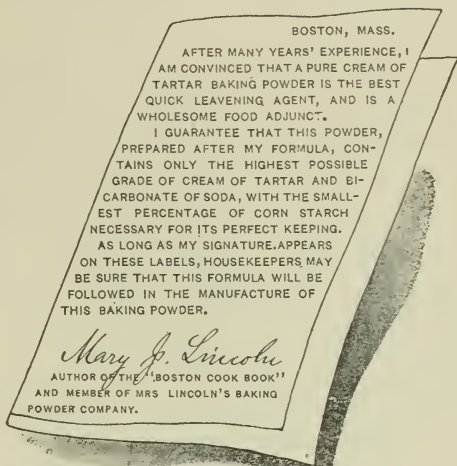 BOSTON, MASS.
AFTER MANY YEARS' EXPERIENCE, I
AM CONVINCED THAT A PURE CREAM OF
TARTAR BAKING POWDER IS THE BEST
QUICK LEAVENING AGENT, AND IS A
WHOLESOME FOOD ADJUNCT.
I GUARANTEE THAT THIS POWDER,
PREPARED AFTER MY FORMULA, CON-
TAINS ONLY THE HIGHEST POSSIBLE
GRADE OF CREAM OF TARTAR AND BI-
CARBONATE OF SODA, WITH THE SMALL-
EST PERCENTAGE OF CORN STARCH
NECESSARY FOR ITS PERFECT KEEPING.
AS LONG AS MY SIGNATURE.APPEARS
ON THESE LABELS, HOUSEKEEPERS MAY
BE SURE THAT THIS FORMULA WILL BE
FOLLOWED IN THE MANUFACTURE OF
THIS BAKING POWDER.
Mary J. Lincoln
AUTHOR OF THE "BOSTON COOK BOOK"
AND MEMBER OF MRS LINCOLN'S BAKING
POWDER COMPANY.